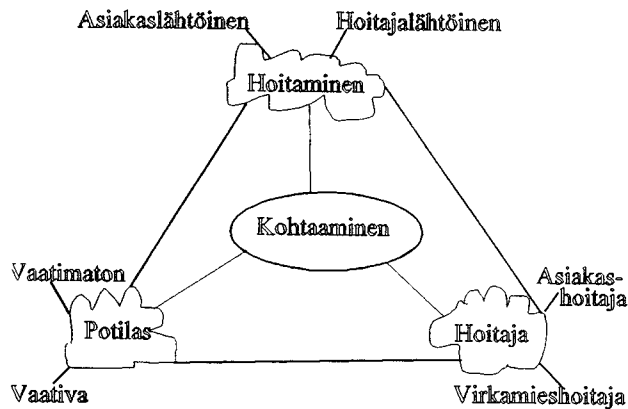 Asiakaslähtöinen
Hoitajalähtöinen
Hoitaminen
Kohtaaminen
Vaatimaton
Potilas
Vaativa
Asiakas-
hoitaja
Hoitaja
Virkamieshoitaja